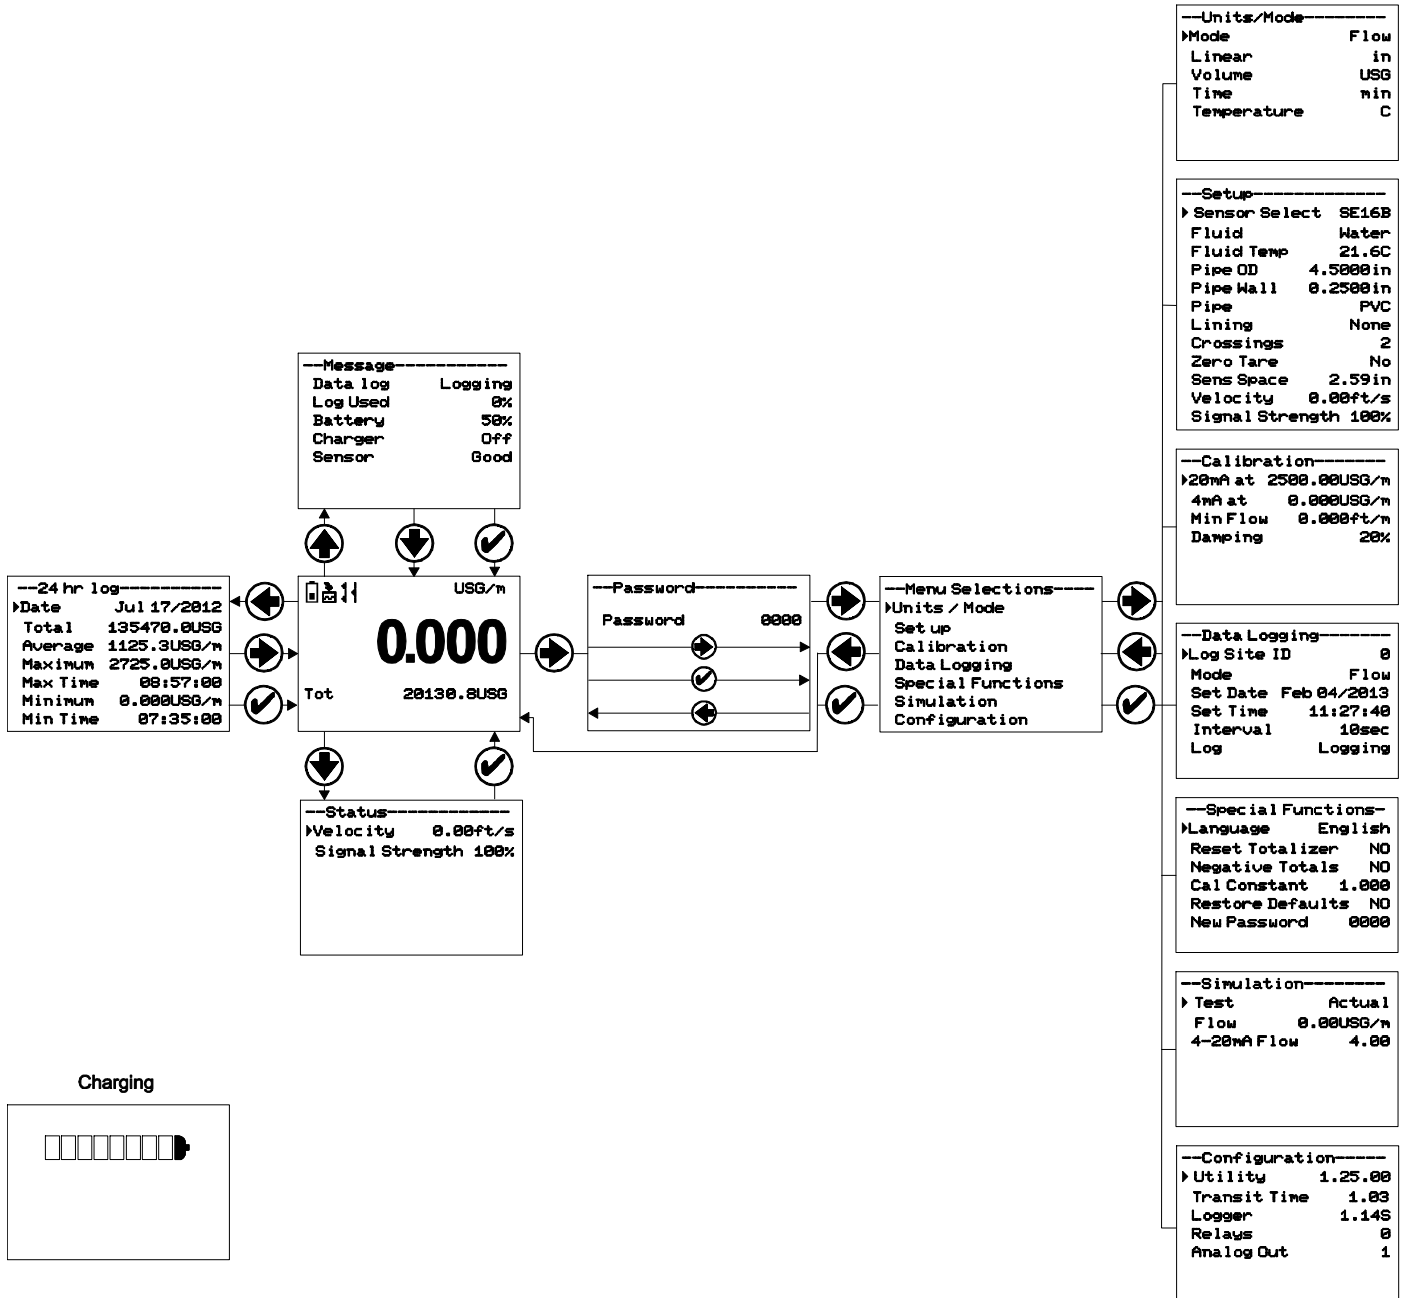 --Message-----------
Data log Logging
Log Used 0%
Battery 50%
Charger Off
Sensor Good
--24 hr log----------
Date Jul 17/2012
Total 135470.0USG
Average 1125.3USG/m
Maximum 2725.0USG/m
Max Time 08:57:00
Minimum 0.000USG/m
Min Time 07:35:00
USG/m
0.000
Tot 20130.8USG
--Status------------
Velocity 0.00ft/s
Signal Strength 100%
--Password----------
Password 0000
--Menu Selections----
Units / Mode
Set up
Calibration
Data Logging
Special Functions
Simulation
Configuration
--Units/Mode--------
Mode Flow
Linear in
Volume USG
Time min
Temperature C
--Setup-------------
Sensor Select SE16B
Fluid Water
Fluid Temp 21.6C
Pipe OD 4.5000in
Pipe Wall 0.2500in
Pipe PVC
Lining None
Crossings 2
Zero Tare No
Sens Space 2.59in
Velocity 0.00ft/s
Signal Strength 100%
--Calibration-------
20mA at 2500.00USG/m
4mA at 0.000USG/m
Min Flow 0.000ft/m
Damping 20%
--Data Logging------
Log Site ID 0
Mode Flow
Set Date Feb 04/2013
Set Time 11:27:40
Interval 10sec
Log Logging
--Special Functions-
Language English
Reset Totalizer NO
Negative Totals NO
Cal Constant 1.000
Restore Defaults NO
New Password 0000
--Simulation--------
Test Actual
Flow 0.00USG/m
4-20mA Flow 4.00
--Configuration-----
Utility 1.25.00
Transit Time 1.03
Logger 1.14S
Relays 0
Analog Out 1
Charging